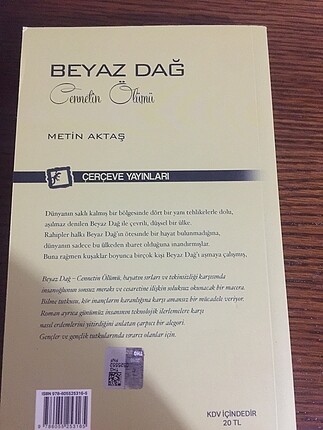 BEYAZ DAĞ
Cennetin Ölümü
METİN AKTAŞ
ÇERÇEVE YAYINLARI
Dünyanın saklı kalmış bir bölgesinde dört bir yanı tehlikelerle dolu,
aşılmaz denilen Beyaz Dağ ile çevrili, düşsel bir ülke.
Rahipler halkı Beyaz Dağ'ın ötesinde bir hayat bulunmadığına,
dünyanın sadece bu ülkeden ibaret olduğuna inandırmışlar.
Buna rağmen kuşaklar boyunca birçok kişi Beyaz Dağ'ı aşmaya çalışmış,
Beyaz Dağ – Cennetin Ölümü, hayatın sırları ve tekinsizliği karşısında
insanoğlunun sonsuz merakı ve cesaretine ilişkin soluksuz okunacak bir macera.
Bilme tutkusu, kör inançların karanlığına karşı amansız bir mücadele veriyor.
Roman ayrıca günümüz insanının teknolojik ilerlemelere karşı
nasıl erdemlerini yitirdiğini anlatan çarpıcı bir alegori.
Gençler ve gençlik tutkularında ısrarcı olanlar için.
KDV İÇİNDEDİR
20 TL